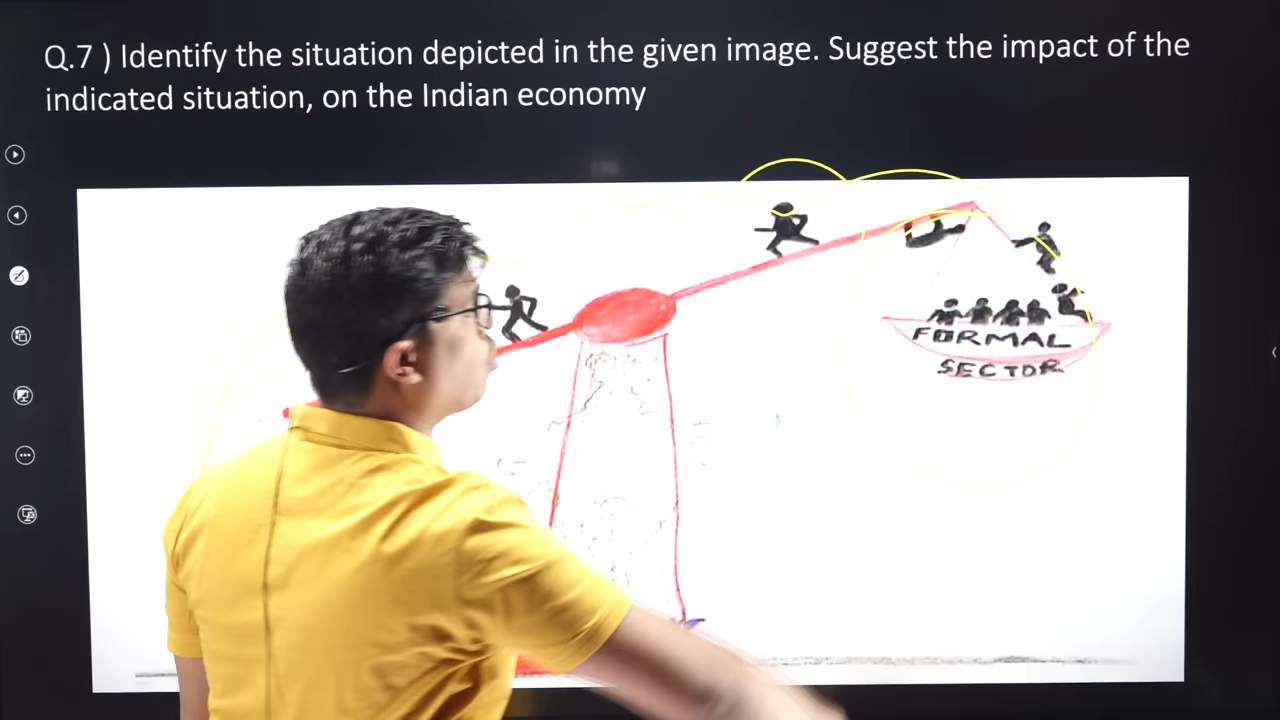 Q.7 ) Identify the situation depicted in the given image. Suggest the impact of the
indicated situation, on the Indian economy
FORMAL
SECTOR